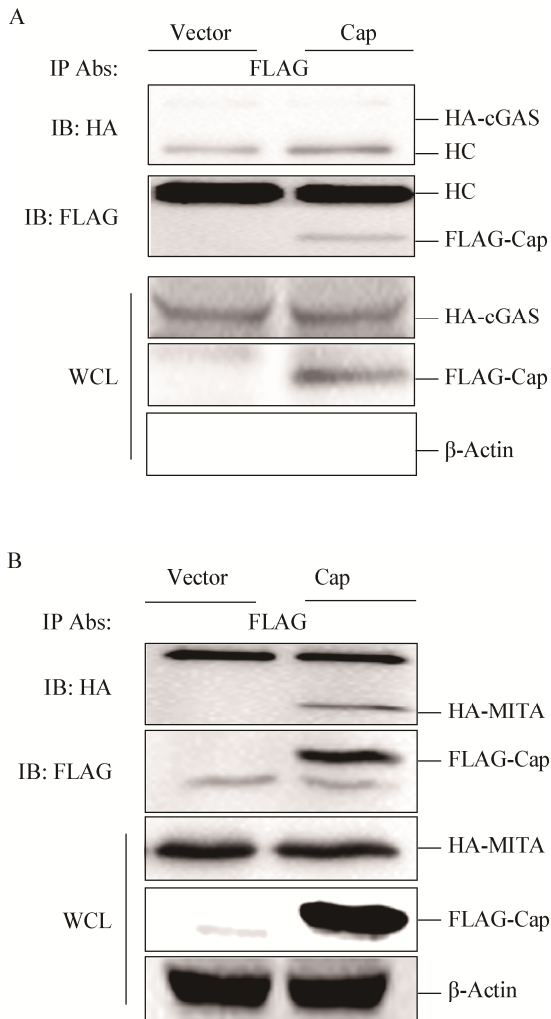 A
Vector Cap
IP Abs: FLAG
IB: HA
HA-cGAS
HC
IB: FLAG
HC
FLAG-Cap
HA-cGAS
WCL
FLAG-Cap
β-Actin
B
Vector Cap
IP Abs: FLAG
IB: HA
HA-MITA
IB: FLAG
FLAG-Cap
HA-MITA
WCL
FLAG-Cap
β-Actin